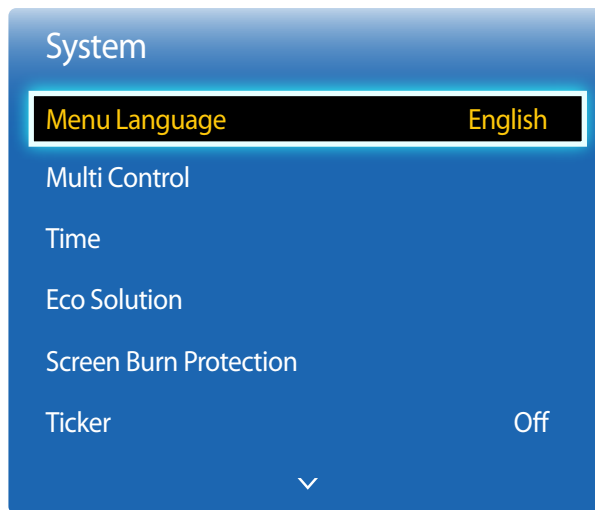 System
Menu Language English
Multi Control
Time
Eco Solution
Screen Burn Protection
Ticker Off